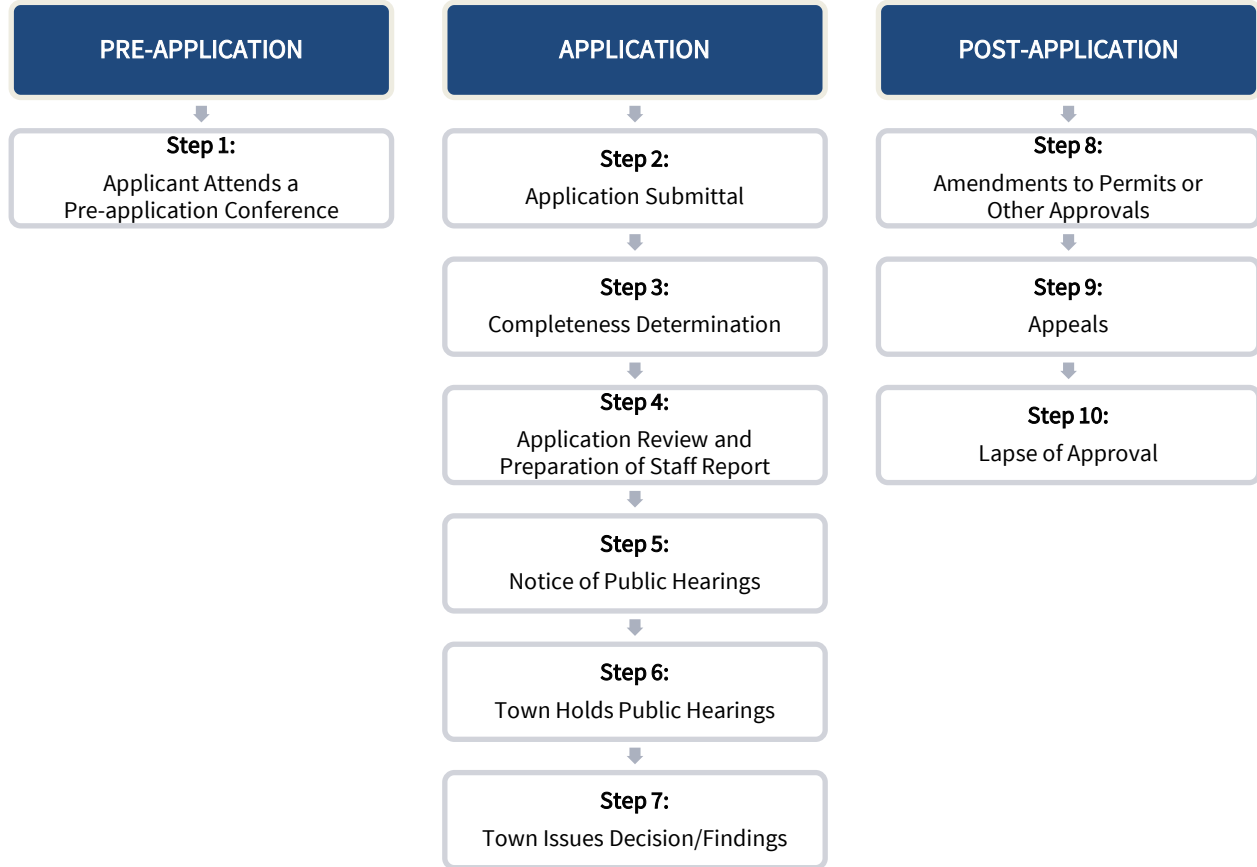 PRE-APPLICATION
Step 1:
Applicant Attends a
Pre-application Conference
APPLICATION
Step 2:
Application Submittal
Step 3:
Completeness Determination
Step 4:
Application Review and
Preparation of Staff Report
Step 5:
Notice of Public Hearings
Step 6:
Town Holds Public Hearings
Step 7:
Town Issues Decision/Findings
POST-APPLICATION
Step 8:
Amendments to Permits or
Other Approvals
Step 9:
Appeals
Step 10:
Lapse of Approval